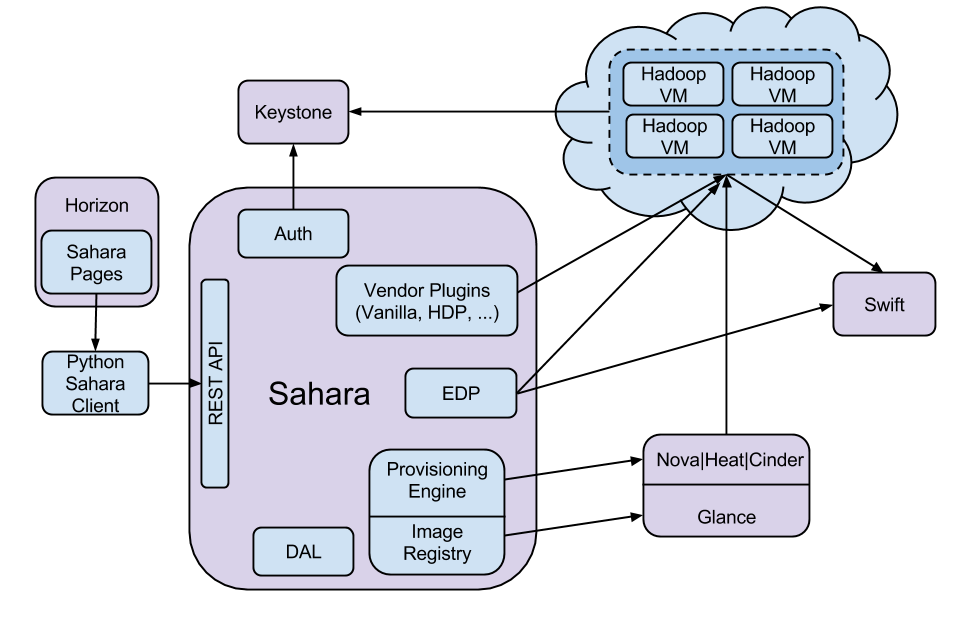 Hadoop
VM
Hadoop
VM
Hadoop
VM
Hadoop
VM
Keystone
Horizon
Sahara
Pages
Python
Sahara
Client
Auth
Vendor Plugins
(Vanilla, HDP, ...)
REST API
Sahara
EDP
Provisioning
Engine
Image
Registry
DAL
Swift
Nova|Heat|Cinder
Glance